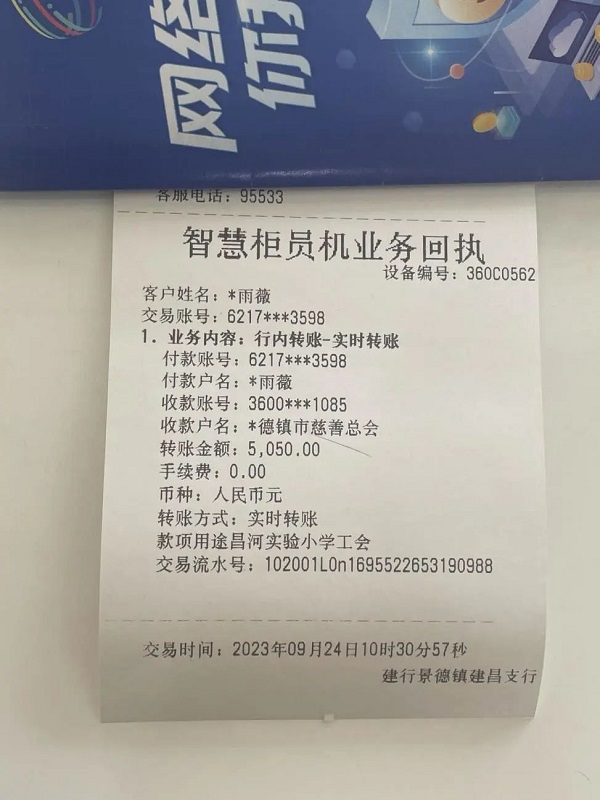 网络
你
客服电话：95533
智慧柜员机业务回执
设备编号：360C0562
客户姓名：*雨薇
交易账号：6217***3598
1．业务内容：行内转账-实时转账
付款账号：6217***3598
付款户名：*雨薇
收款账号：3600***1085
收款户名：*德镇市慈善总会
转账金额：5,050.00
手续费：0.00
币种：人民币元
转账方式：实时转账
款项用途昌河实验小学工会
交易流水号：102001L0n1695522653190988
交易时间：2023年09月24日10时30分57秒
建行景德镇建昌支行